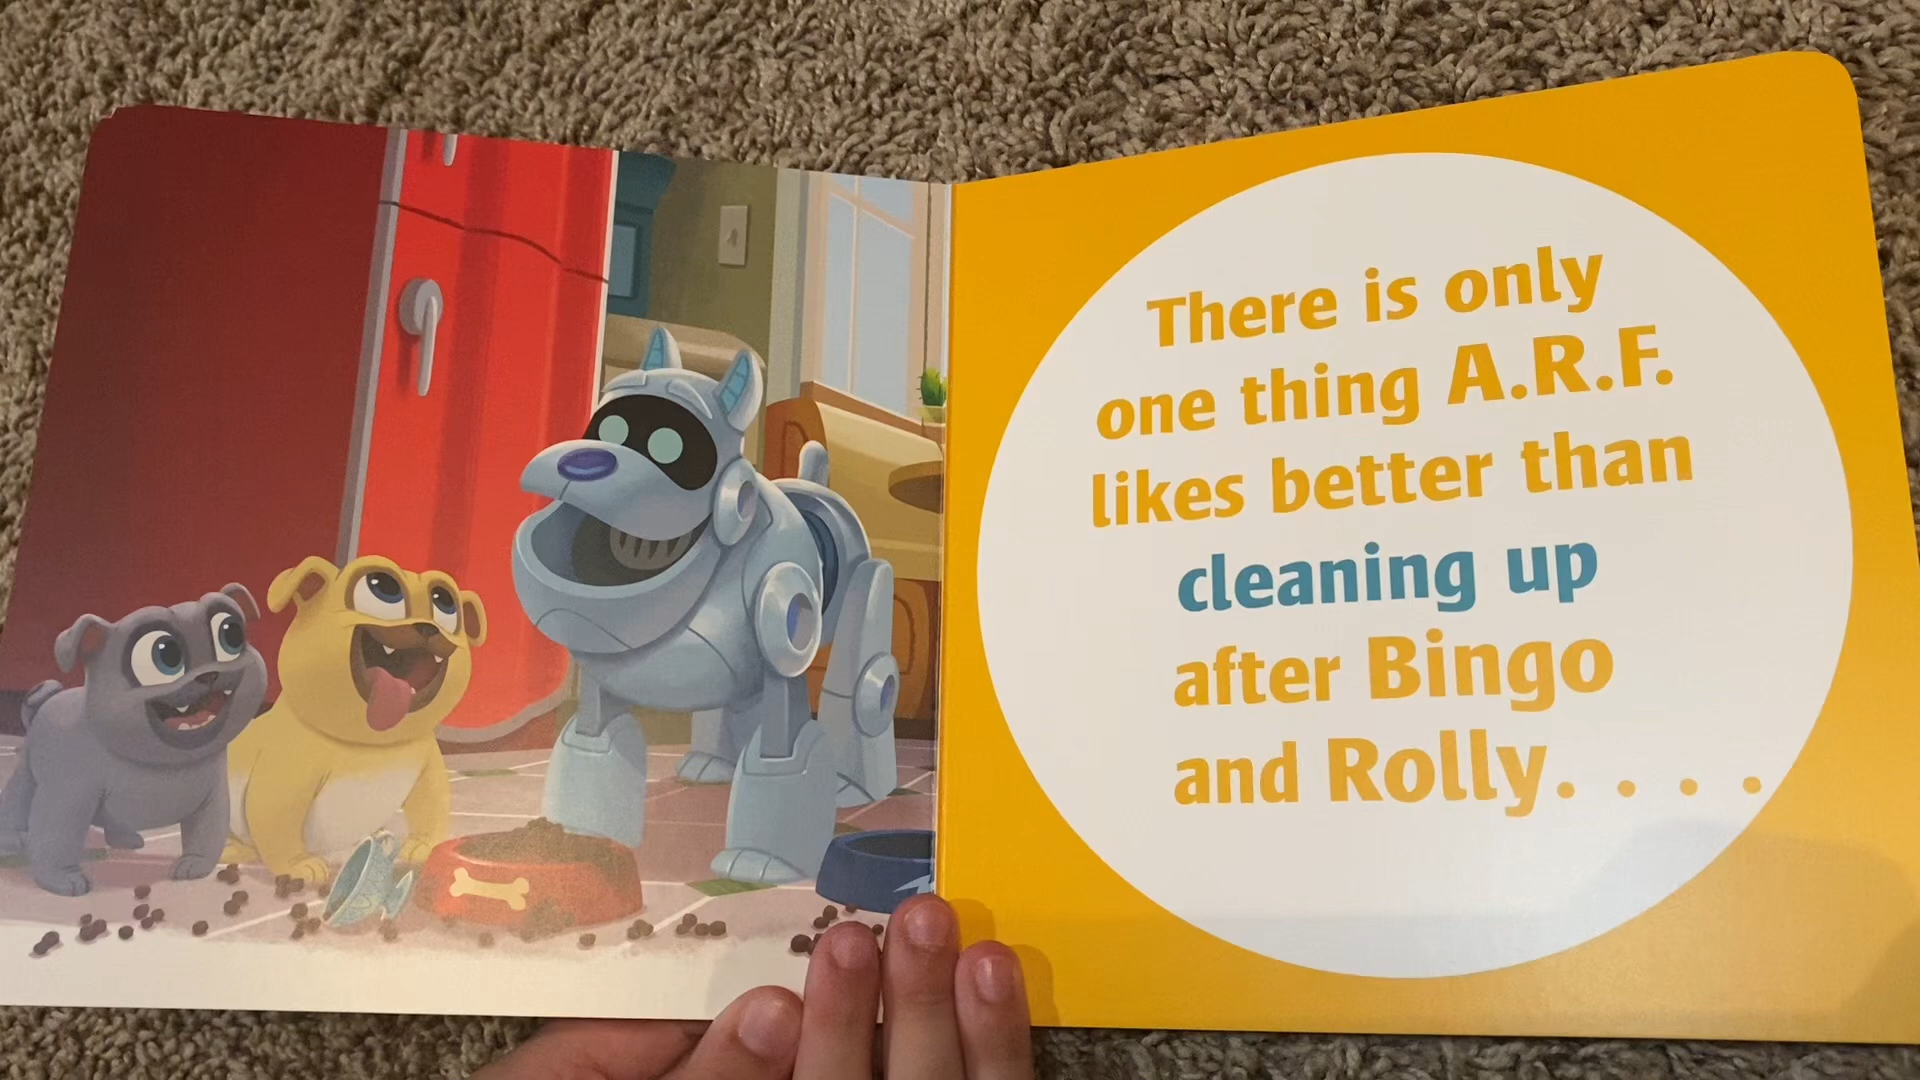 There is only
one thing A.R.F.
likes better than
cleaning up
after Bingo
and Rolly. . . .